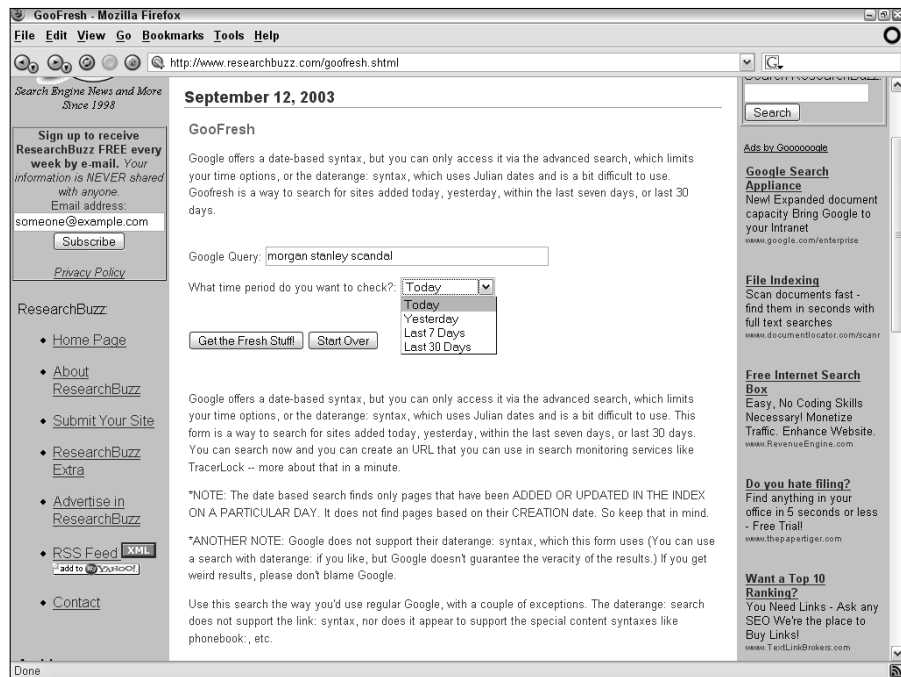 GooFresh - Mozilla Firefox
File Edit View Go Bookmarks Tools Help
http://www.researchbuzz.com/goofresh.shtml
G
Search Engine News and More
Since 1998
Sign up to receive
ResearchBuzz FREE every
week by e-mail. Your
information is NEVER shared
with anyone.
Email address:
someone@example.com
Subscribe
Privacy Policy
ResearchBuzz:
Home Page
About
ResearchBuzz
Submit Your Site
ResearchBuzz
Extra
Advertise in
ResearchBuzz
RSS Feed XML
add to MY YAHOO!
Contact
September 12, 2003
GooFresh
Google offers a date-based syntax, but you can only access it via the advanced search, which limits
your time options, or the daterange: syntax, which uses Julian dates and is a bit difficult to use.
Goofresh is a way to search for sites added today, yesterday, within the last seven days, or last 30
days.
Google Query: morgan stanley scandal
What time period do you want to check?: Today
Today
Yesterday
Last 7 Days
Last 30 Days
Get the Fresh Stuff! Start Over
Google offers a date-based syntax, but you can only access it via the advanced search, which limits
your time options, or the daterange: syntax, which uses Julian dates and is a bit difficult to use. This
form is a way to search for sites added today, yesterday, within the last seven days, or last 30 days.
You can search now and you can create an URL that you can use in search monitoring services like
TracerLock -- more about that in a minute.
*NOTE: The date based search finds only pages that have been ADDED OR UPDATED IN THE INDEX
ON A PARTICULAR DAY. It does not find pages based on their CREATION date. So keep that in mind.
*ANOTHER NOTE: Google does not support their daterange: syntax, which this form uses (You can use
a search with daterange: if you like, but Google doesn't guarantee the veracity of the results.) If you get
weird results, please don't blame Google.
Use this search the way you'd use regular Google, with a couple of exceptions. The daterange: search
does not support the link: syntax, nor does it appear to support the special content syntaxes like
phonebook:, etc.
Search ResearchBuzz:
Search
Ads by Goooooogle
Google Search
Appliance
New! Expanded document
capacity Bring Google to
your Intranet
www.google.com/enterprise
File Indexing
Scan documents fast -
find them in seconds with
full text searches
www.documentlocator.com/scanr
Free Internet Search
Box
Easy, No Coding Skills
Necessary! Monetize
Traffic. Enhance Website.
www.RevenueEngine.com
Do you hate filing?
Find anything in your
office in 5 seconds or less
- Free Trial!
www.thepapertiger.com
Want a Top 10
Ranking?
You Need Links - Ask any
SEO We're the place to
Buy Links!
www.TextLinkBrokers.com
Done